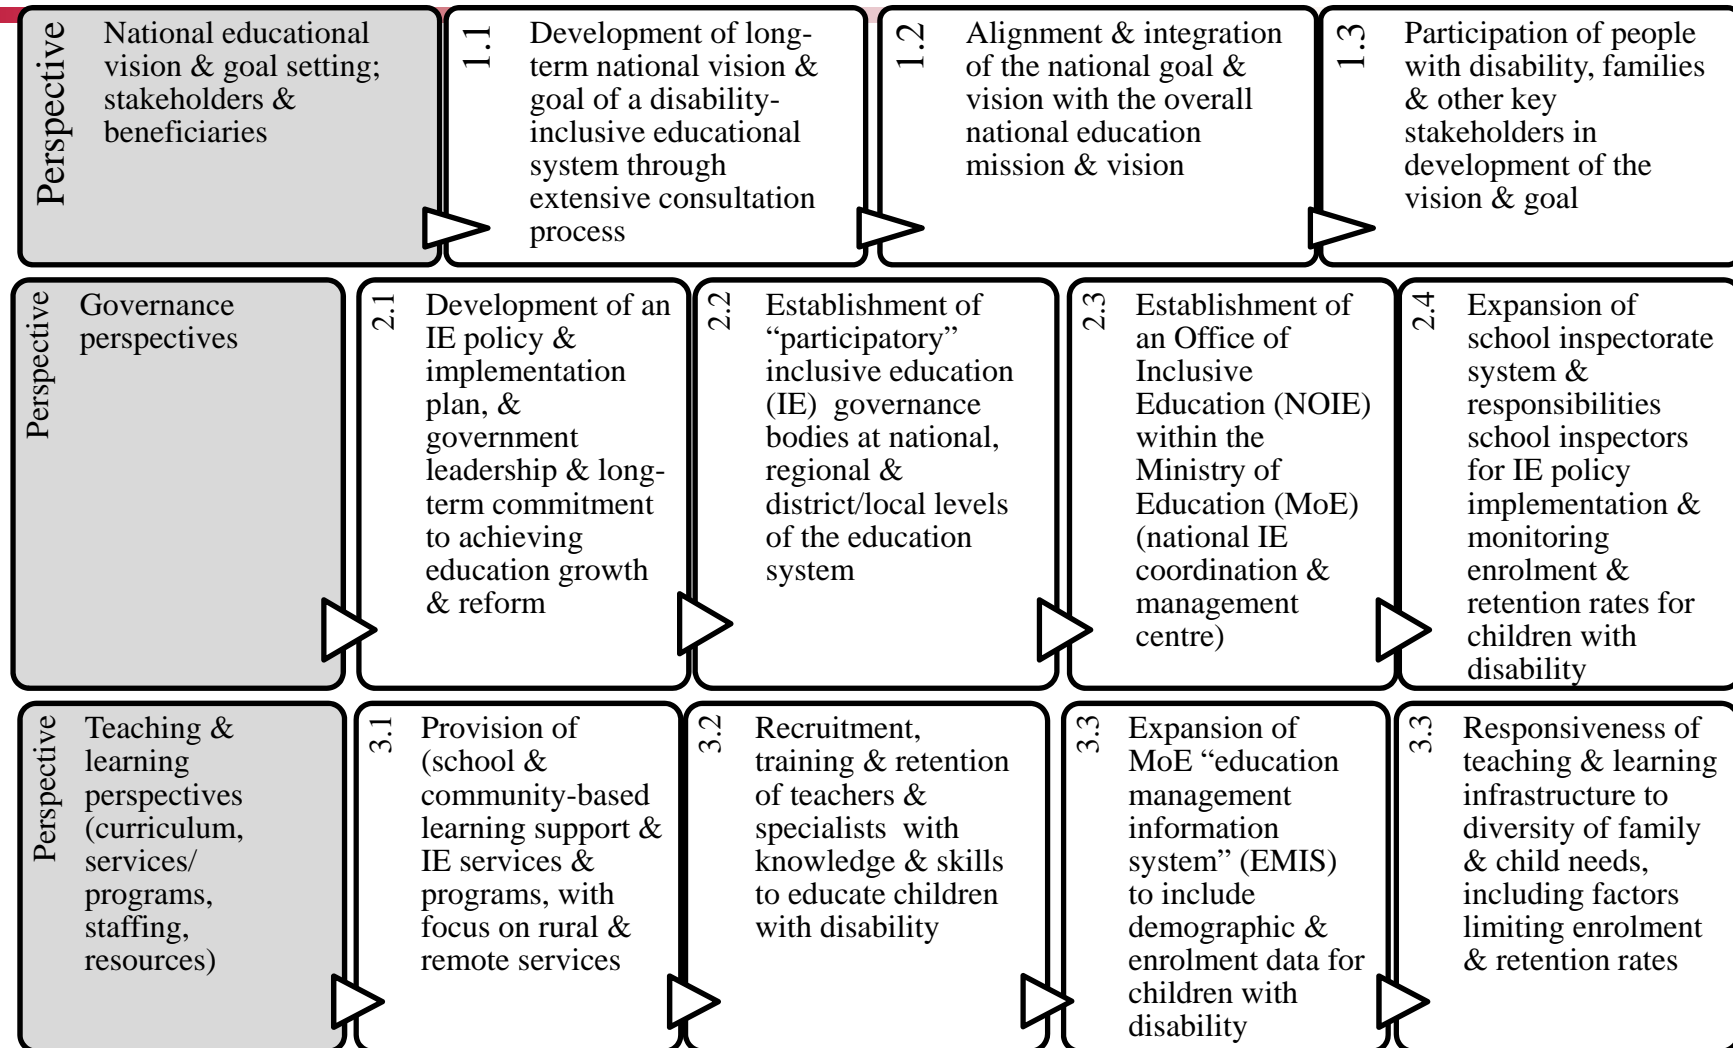 Perspective
National educational
vision & goal setting;
stakeholders &
beneficiaries
1.1
Development of long-
term national vision &
goal of a disability-
inclusive educational
system through
extensive consultation
process
1.2
Alignment & integration
of the national goal &
vision with the overall
national education
mission & vision
1.3
Participation of people
with disability, families
& other key
stakeholders in
development of the
vision & goal
Perspective
Governance
perspectives
2.1
Development of an
IE policy &
implementation
plan, &
government
leadership & long-
term commitment
to achieving
education growth
& reform
2.2
Establishment of
“participatory”
inclusive education
(IE)  governance
bodies at national,
regional &
district/local levels
of the education
system
2.3
Establishment of
an Office of
Inclusive
Education (NOIE)
within the
Ministry of
Education (MoE)
(national IE
coordination &
management
centre)
2.4
Expansion of
school inspectorate
system &
responsibilities
school inspectors
for IE policy
implementation &
monitoring
enrolment &
retention rates for
children with
disability
Perspective
Teaching &
learning
perspectives
(curriculum,
services/
programs,
staffing,
resources)
3.1
Provision of
(school &
community-based
learning support &
IE services &
programs, with
focus on rural &
remote services
3.2
Recruitment,
training & retention
of teachers &
specialists  with
knowledge & skills
to educate children
with disability
3.3
Expansion of
MoE “education
management
information
system” (EMIS)
to include
demographic &
enrolment data for
children with
disability
3.3
Responsiveness of
teaching & learning
infrastructure to
diversity of family
& child needs,
including factors
limiting enrolment
& retention rates